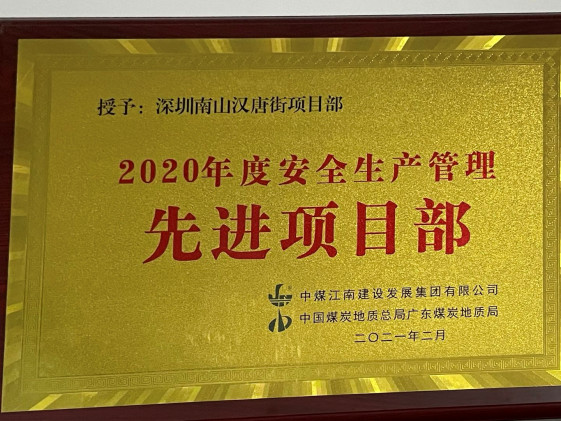 授予：深圳南山汉唐街项目部
2020年度安全生产管理
先进项目部
中煤江南建设发展集团有限公司
中国煤炭地质总局广东煤炭地质局
二〇二一年二月